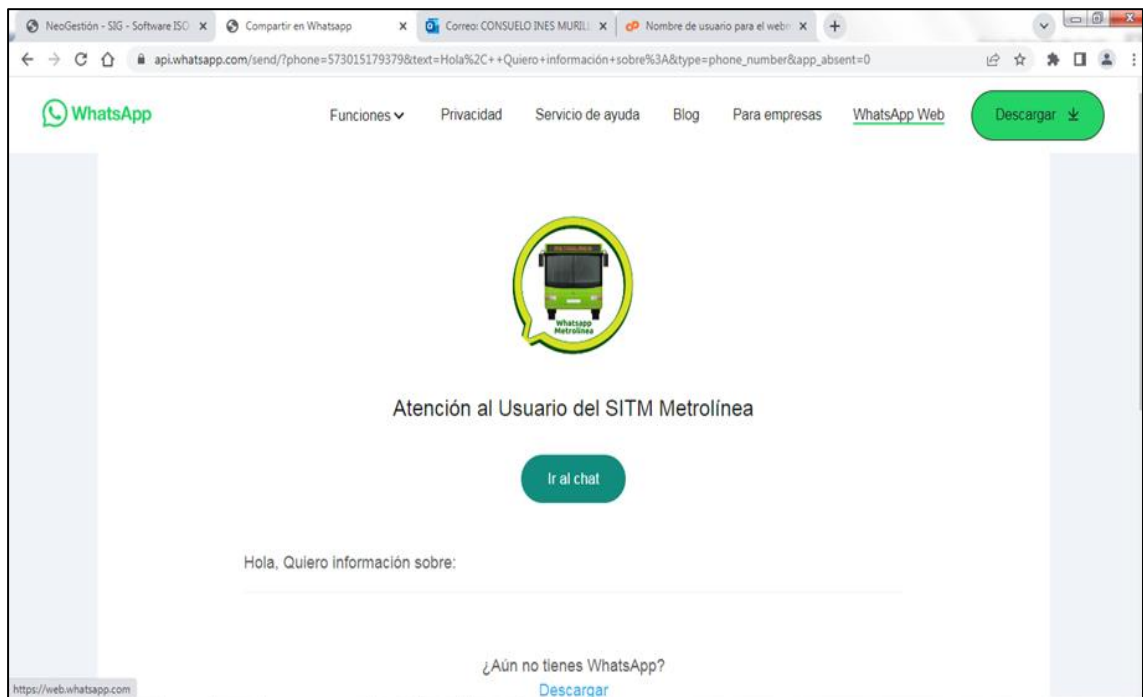 NeoGestión - SIG - Software ISO
Compartir en Whatsapp
Correo: CONSUELO INES MURILL
Nombre de usuario para el webc
api.whatsapp.com/send/?phone=573015179379&text=Hola%2C++Quiero+información+sobre%3A&type=phone_number&app_absent=0
WhatsApp
Funciones
Privacidad
Servicio de ayuda
Blog
Para empresas
WhatsApp Web
Descargar
METROLINEA
Whatsapp
Metrolínea
Atención al Usuario del SITM Metrolínea
Ir al chat
Hola, Quiero información sobre:
¿Aún no tienes WhatsApp?
Descargar
https://web.whatsapp.com